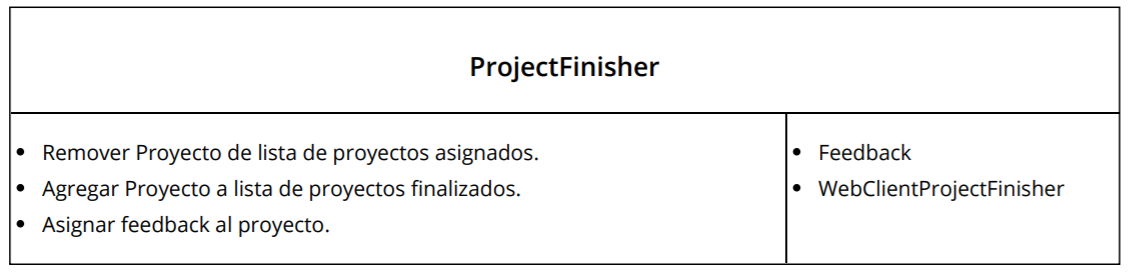 ProjectFinisher
• Remover Proyecto de lista de proyectos asignados.
• Agregar Proyecto a lista de proyectos finalizados.
• Asignar feedback al proyecto.
• Feedback
• WebClientProjectFinisher